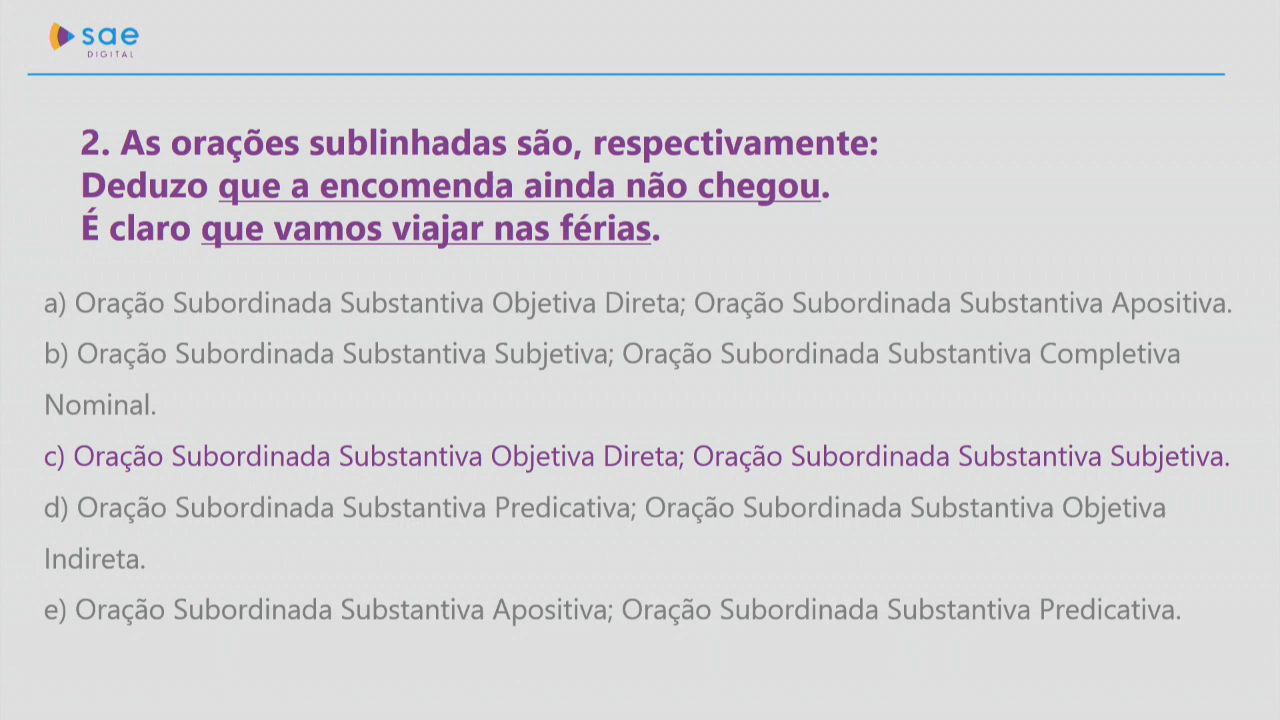 sae
DIGITAL
2. As orações sublinhadas são, respectivamente:
Deduzo que a encomenda ainda não chegou.
É claro que vamos viajar nas férias.
a) Oração Subordinada Substantiva Objetiva Direta; Oração Subordinada Substantiva Apositiva.
b) Oração Subordinada Substantiva Subjetiva; Oração Subordinada Substantiva Completiva
Nominal.
c) Oração Subordinada Substantiva Objetiva Direta; Oração Subordinada Substantiva Subjetiva.
d) Oração Subordinada Substantiva Predicativa; Oração Subordinada Substantiva Objetiva
Indireta.
e) Oração Subordinada Substantiva Apositiva; Oração Subordinada Substantiva Predicativa.